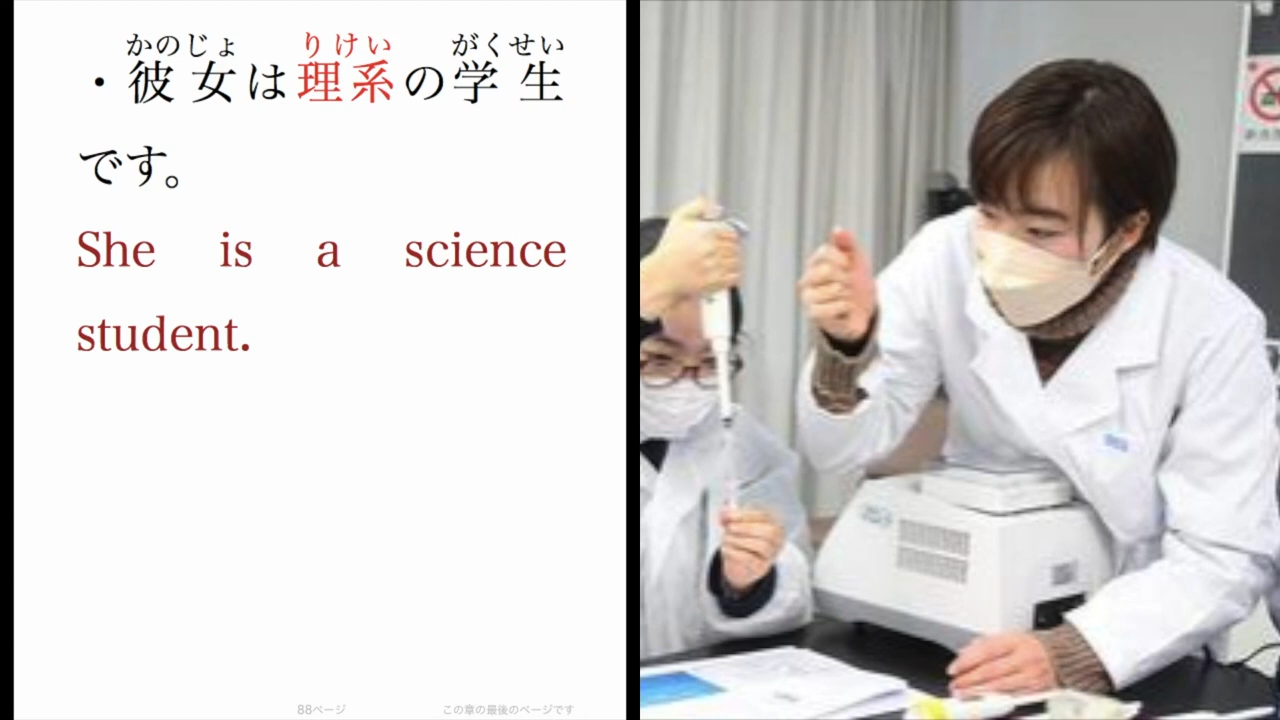 かのじょ りけい がくせい
・彼女は理系の学生
です。
She is a science
student.
88ページ この章の最後のページです